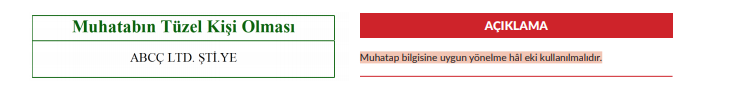 Muhatabın Tüzel Kişi Olması
ABCÇ LTD. ŞTİ.YE
AÇIKLAMA
Muhatap bilgisine uygun yönelme hâl eki kullanılmalıdır.